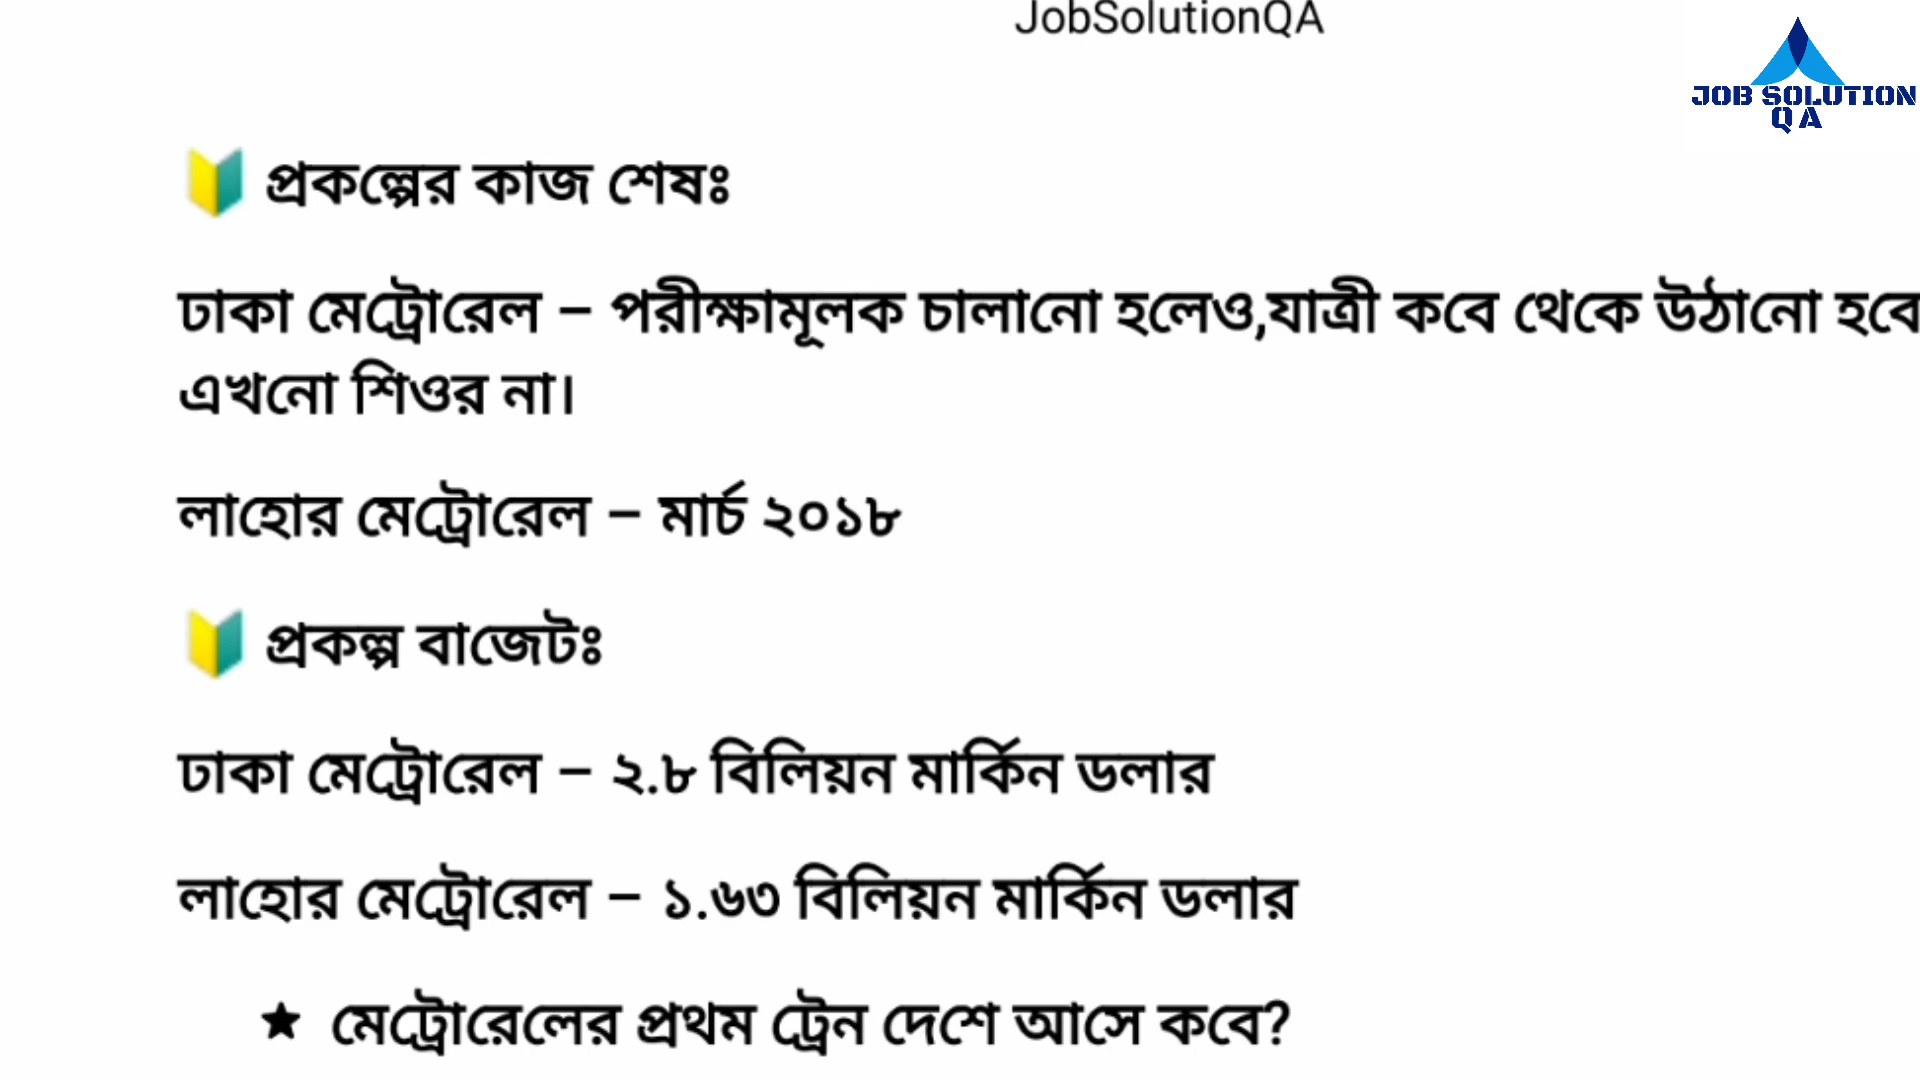 JobSolutionQA
JOB SOLUTION
QA
🔰 প্রকল্পের কাজ শেষঃ
ঢাকা মেট্রোরেল – পরীক্ষামূলক চালানো হলেও,যাত্রী কবে থেকে উঠানো হবে
এখনো শিওর না।
লাহোর মেট্রোরেল – মার্চ ২০১৮
🔰 প্রকল্প বাজেটঃ
ঢাকা মেট্রোরেল – ২.৮ বিলিয়ন মার্কিন ডলার
লাহোর মেট্রোরেল – ১.৬৩ বিলিয়ন মার্কিন ডলার
★ মেট্রোরেলের প্রথম ট্রেন দেশে আসে কবে?